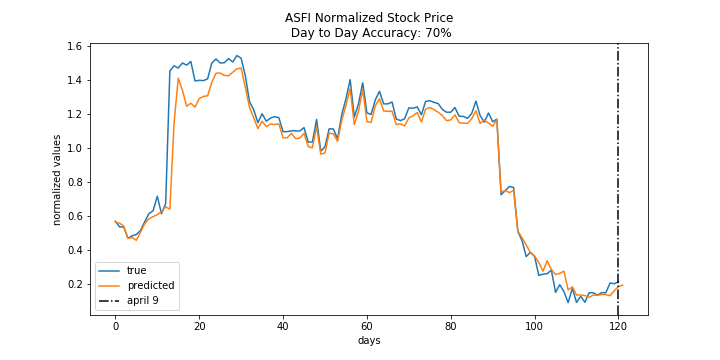 ASFI Normalized Stock Price
Day to Day Accuracy: 70%
normalized values
1.6
1.4
1.2
1.0
0.8
0.6
0.4
0.2
true
predicted
april 9
0 20 40 60 80 100 120
days